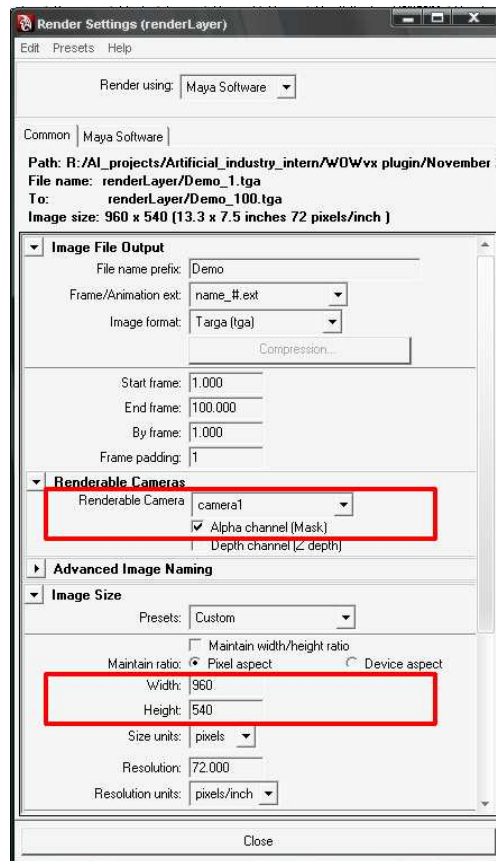 Render Settings (renderLayer)
Edit Presets Help
Render using: Maya Software
Common Maya Software
Path: R:/AI_projects/Artificial_industry_intern/WOWvx plugin/November
File name: renderLayer/Demo_1.tga
To: renderLayer/Demo_100.tga
Image size: 960 x 540 (13.3 x 7.5 inches 72 pixels/inch )
Image File Output
File name prefix: Demo
Frame/Animation ext: name_#.ext
Image format: Targa (tga)
Compression...
Start frame: 1.000
End frame: 100.000
By frame: 1.000
Frame padding: 1
Renderable Cameras
Renderable Camera camera1
Alpha channel (Mask)
Depth channel (Z depth)
Advanced Image Naming
Image Size
Presets: Custom
Maintain width/height ratio
Maintain ratio: Pixel aspect Device aspect
Width: 960
Height: 540
Size units: pixels
Resolution: 72.000
Resolution units: pixels/inch
Close